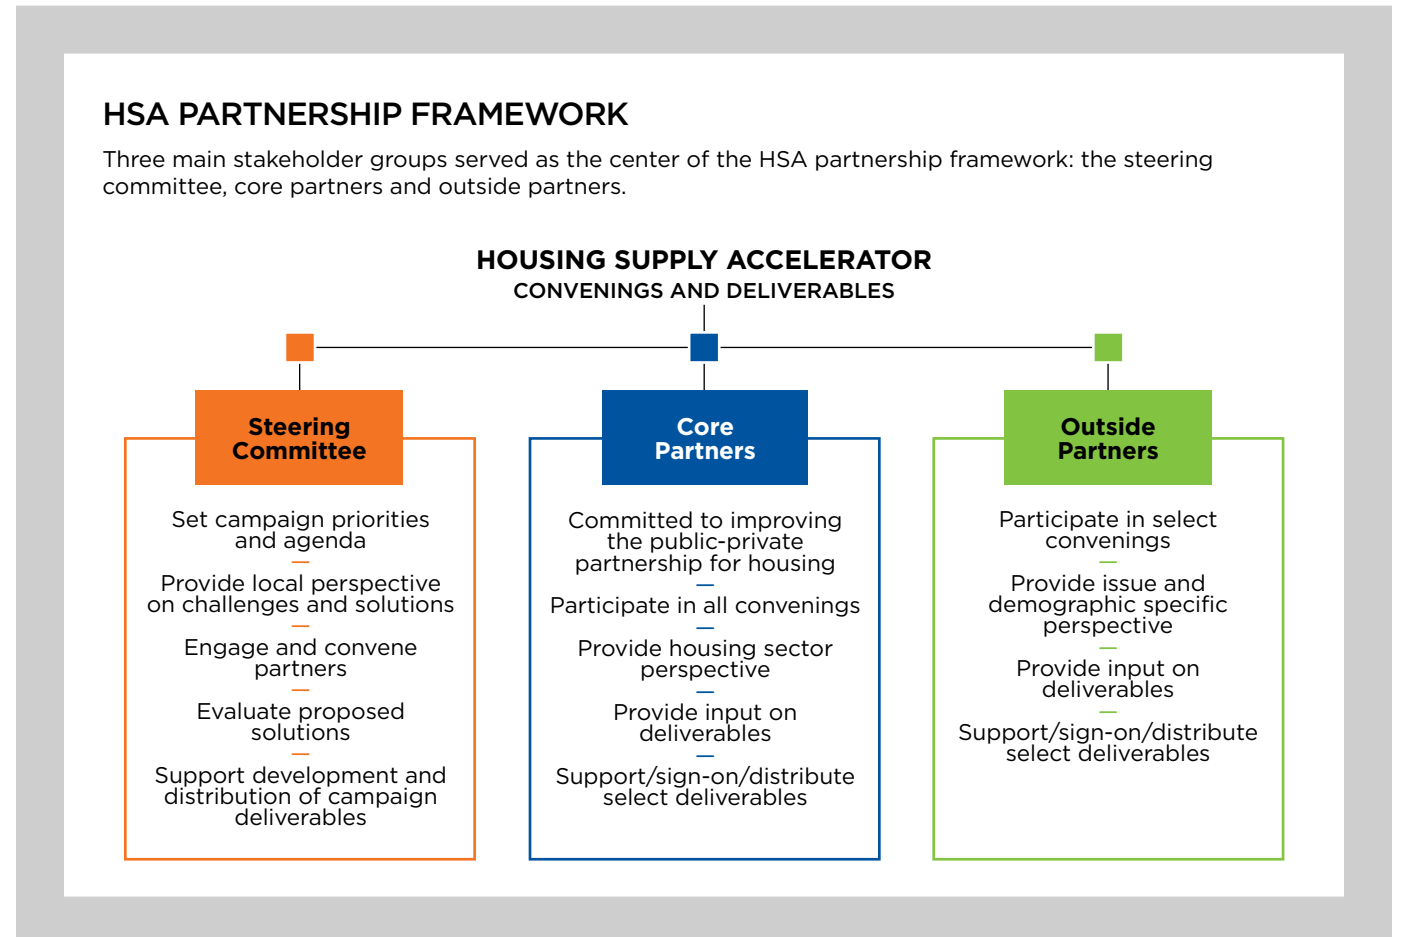 HSA PARTNERSHIP FRAMEWORK
Three main stakeholder groups served as the center of the HSA partnership framework: the steering
committee, core partners and outside partners.
HOUSING SUPPLY ACCELERATOR
CONVENINGS AND DELIVERABLES
Steering
Committee
Set campaign priorities
and agenda
—
Provide local perspective
on challenges and solutions
—
Engage and convene
partners
—
Evaluate proposed
solutions
—
Support development and
distribution of campaign
deliverables
Core
Partners
Committed to improving
the public-private
partnership for housing
—
Participate in all convenings
—
Provide housing sector
perspective
—
Provide input on
deliverables
—
Support/sign-on/distribute
select deliverables
Outside
Partners
Participate in select
convenings
—
Provide issue and
demographic specific
perspective
—
Provide input on
deliverables
—
Support/sign-on/distribute
select deliverables